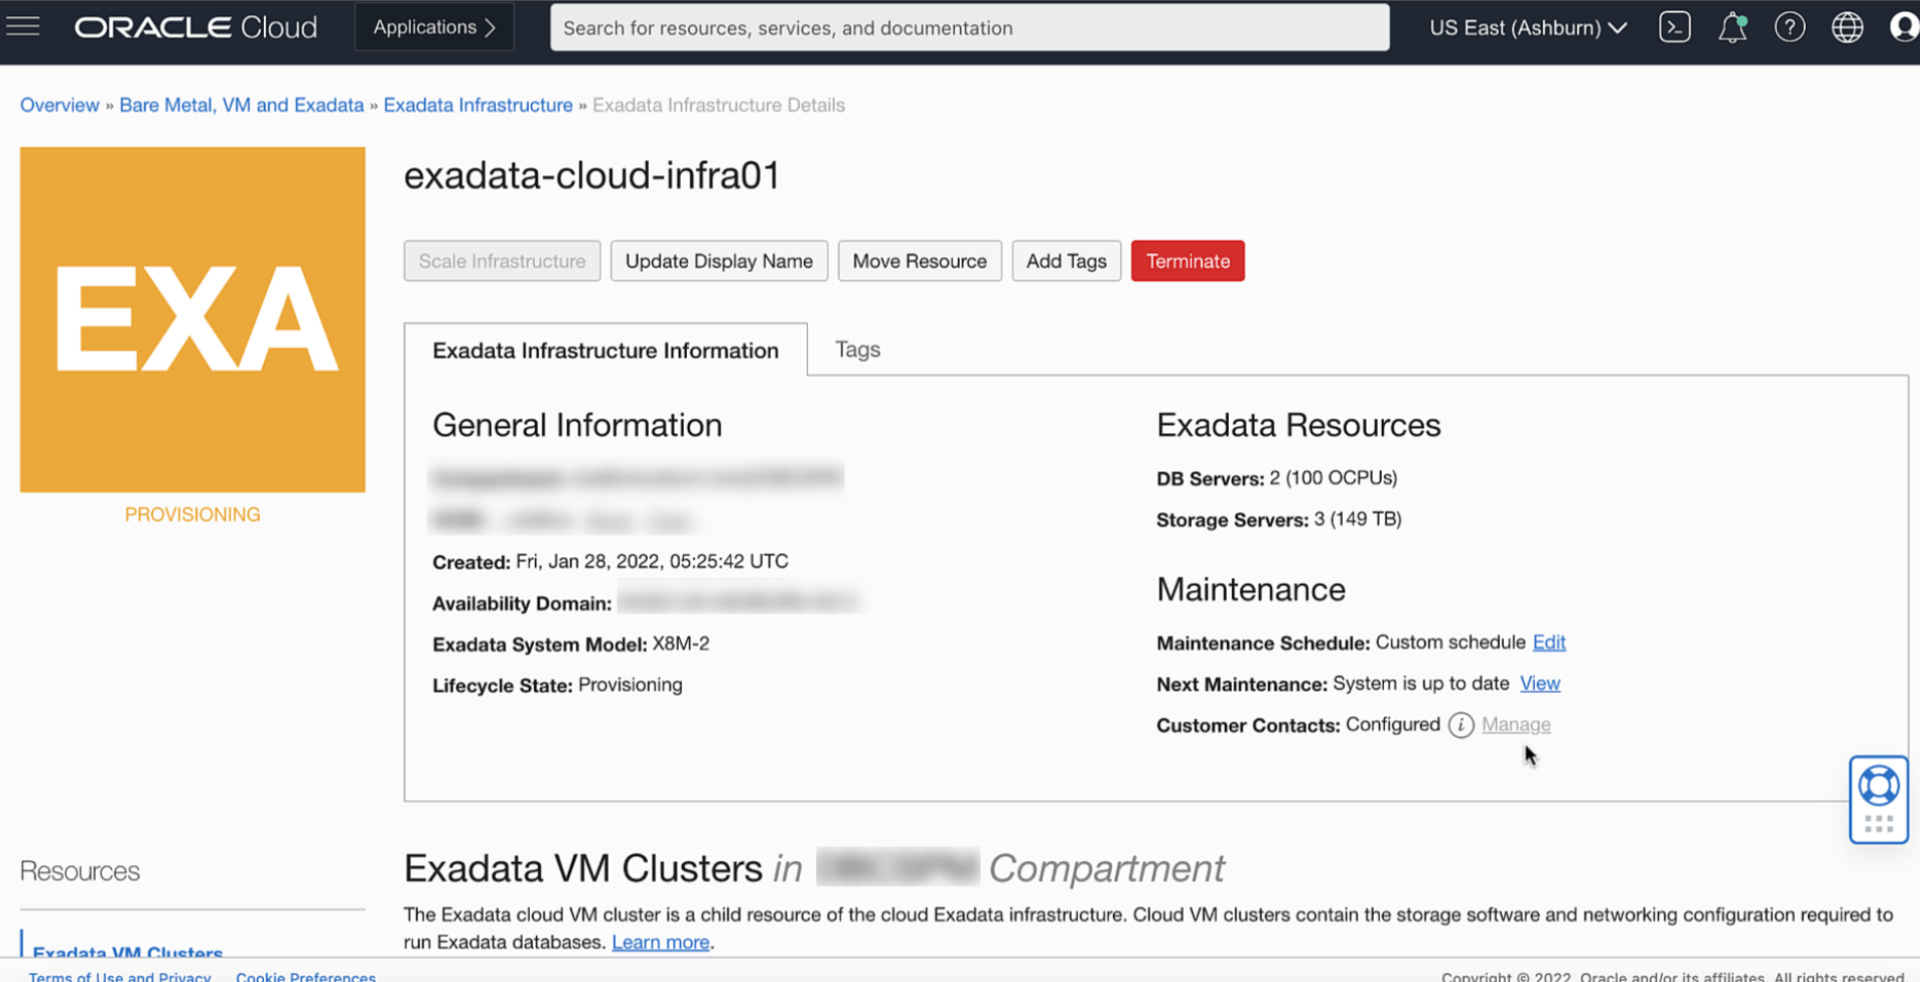 ORACLE Cloud
Applications
Search for resources, services, and documentation
US East (Ashburn)
Overview » Bare Metal, VM and Exadata » Exadata Infrastructure » Exadata Infrastructure Details
EXA
PROVISIONING
exadata-cloud-infra01
Scale Infrastructure
Update Display Name
Move Resource
Add Tags
Terminate
Exadata Infrastructure Information
Tags
General Information
Created: Fri, Jan 28, 2022, 05:25:42 UTC
Availability Domain:
Exadata System Model: X8M-2
Lifecycle State: Provisioning
Exadata Resources
DB Servers: 2 (100 OCPUs)
Storage Servers: 3 (149 TB)
Maintenance
Maintenance Schedule: Custom schedule Edit
Next Maintenance: System is up to date View
Customer Contacts: Configured i Manage
Resources
Exadata VM Clusters
Exadata VM Clusters in Compartment
The Exadata cloud VM cluster is a child resource of the cloud Exadata infrastructure. Cloud VM clusters contain the storage software and networking configuration required to
run Exadata databases. Learn more.
Terms of Use and Privacy
Cookie Preferences
Copyright © 2022, Oracle and/or its affiliates. All rights reserved.